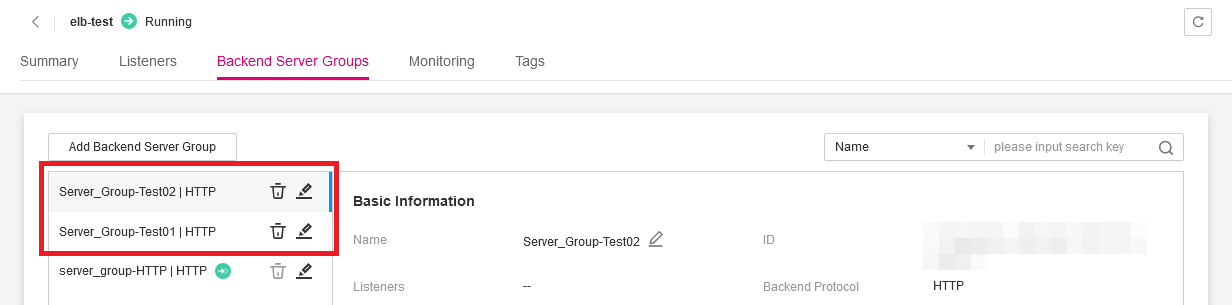 elb-test Running
Summary Listeners Backend Server Groups Monitoring Tags
Add Backend Server Group
Name please input search key
Server_Group-Test02 | HTTP
Server_Group-Test01 | HTTP
server_group-HTTP | HTTP
Basic Information
Name Server_Group-Test02 ID
Listeners -- Backend Protocol HTTP